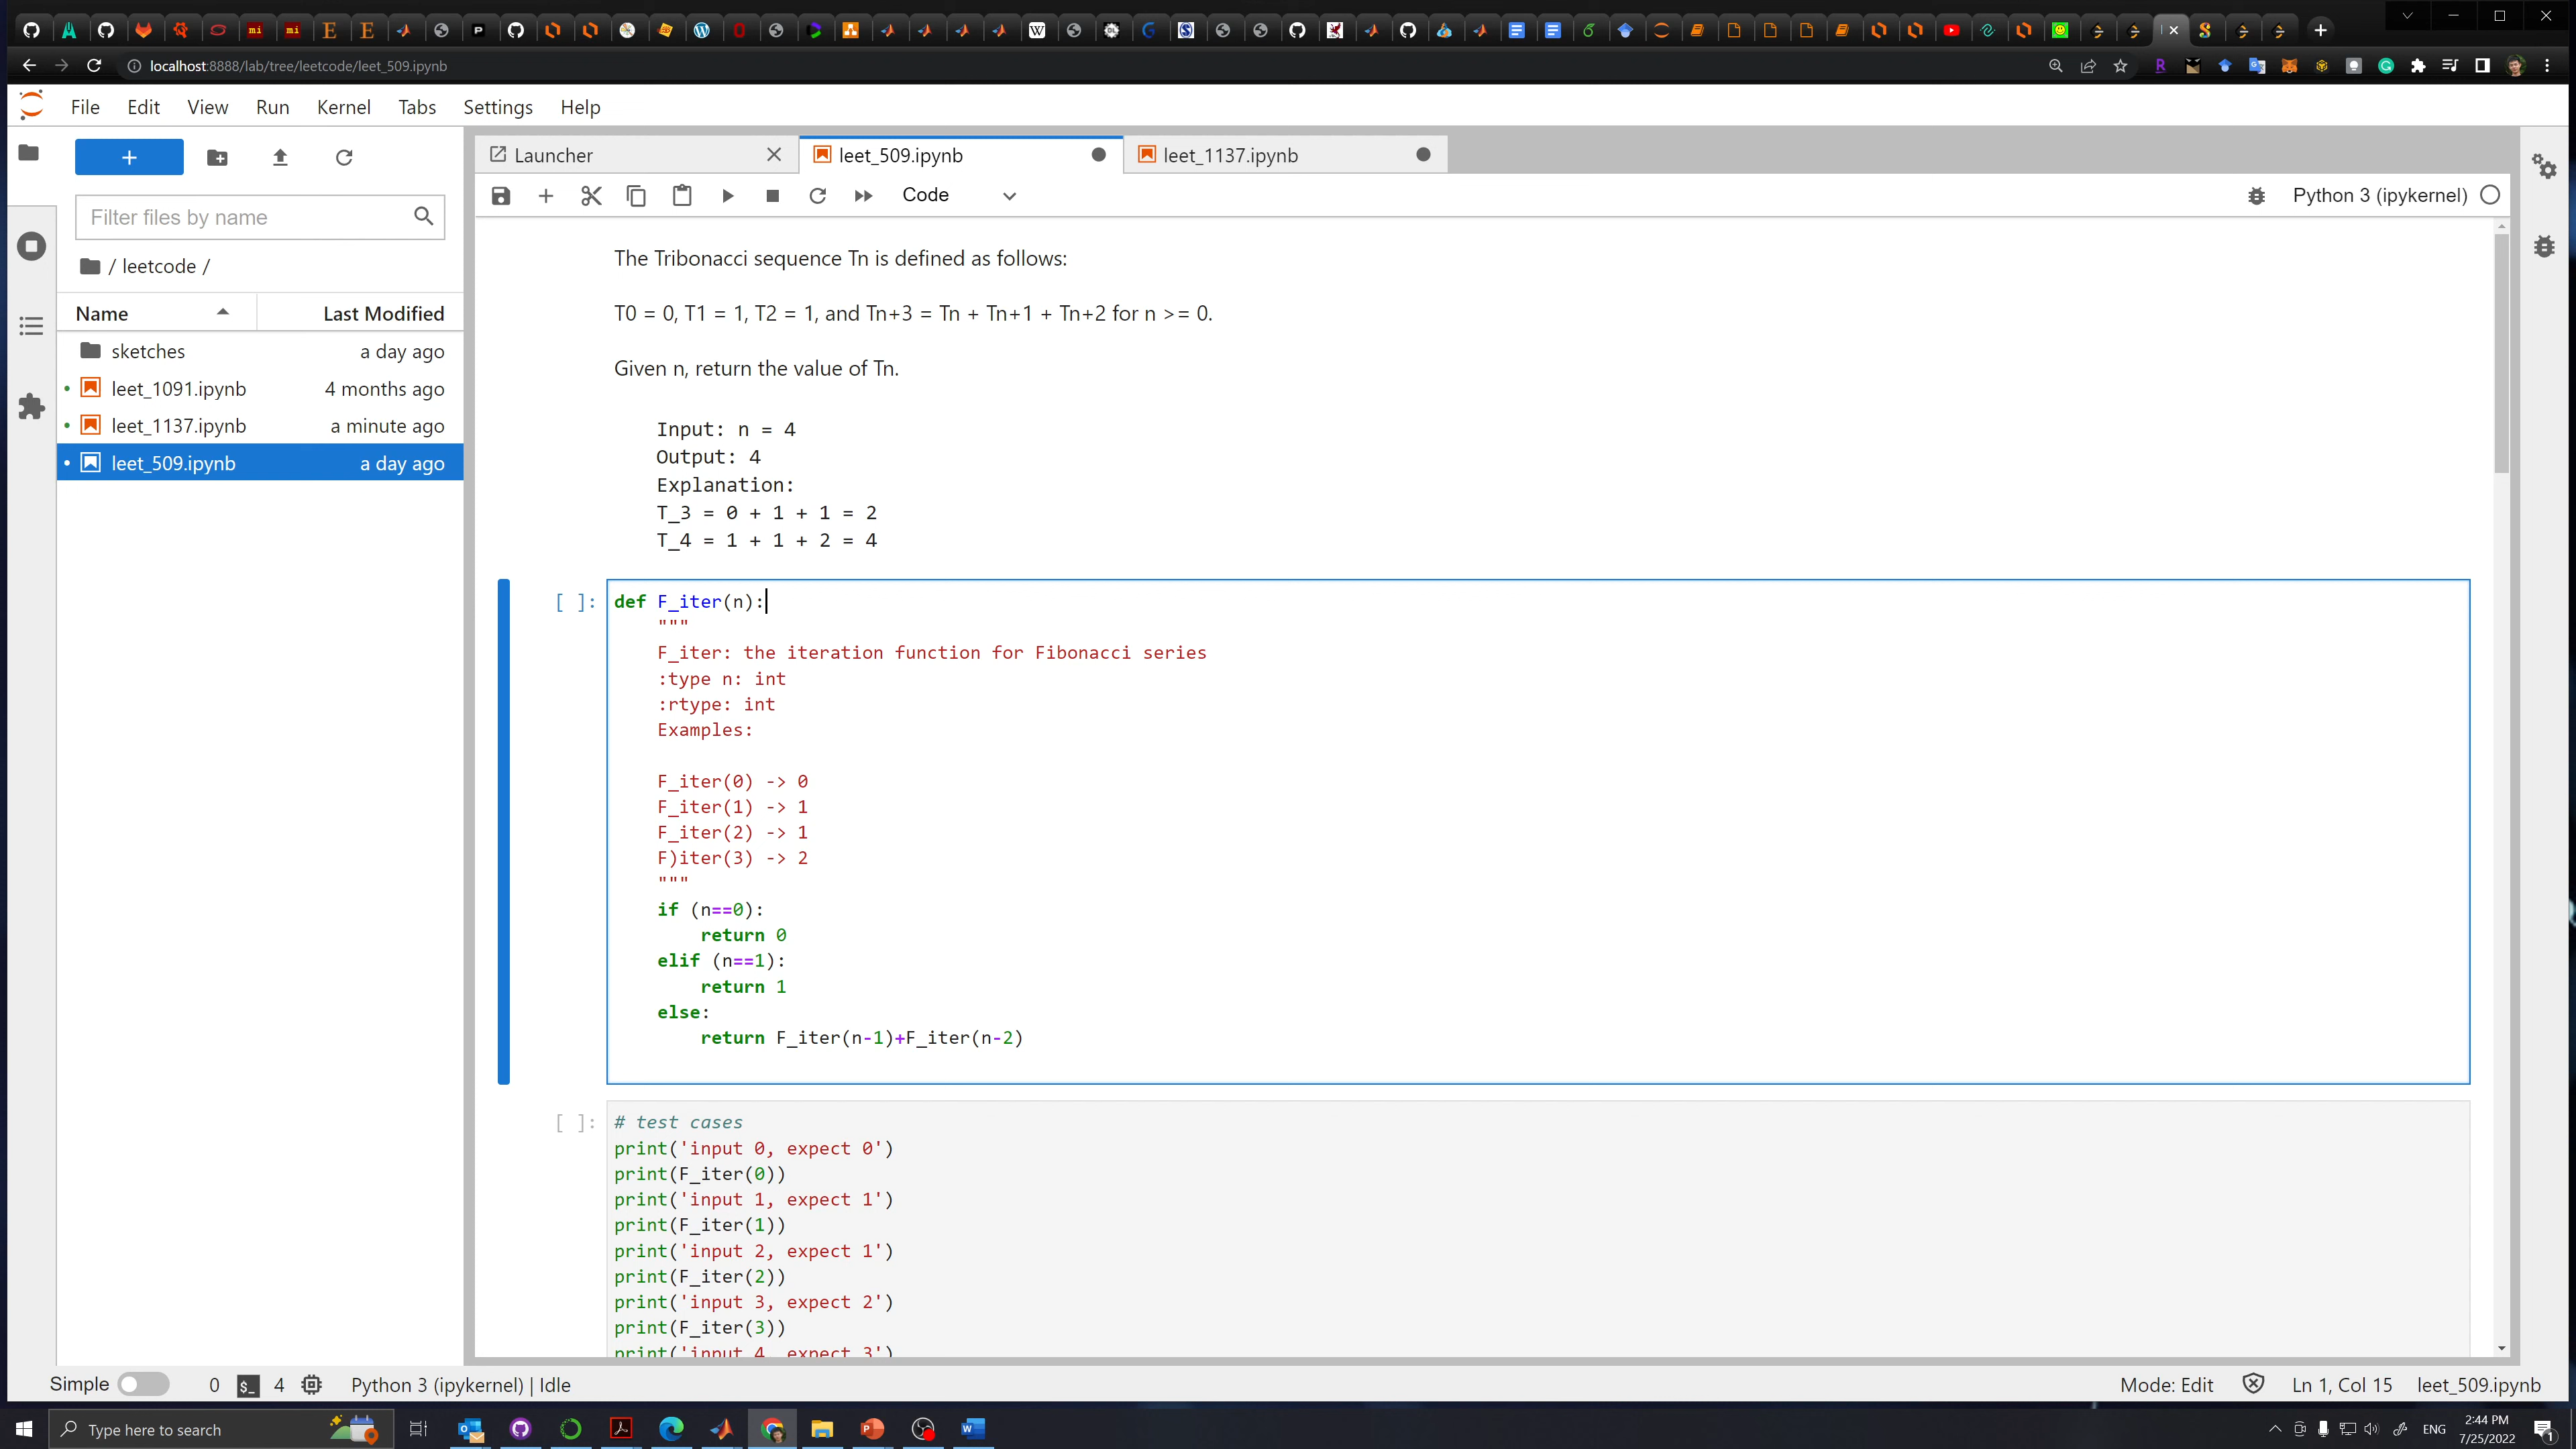 localhost:8888/lab/tree/leetcode/leet_509.ipynb
File Edit View Run Kernel Tabs Settings Help
Launcher
leet_509.ipynb
leet_1137.ipynb
Code
Python 3 (ipykernel)
Filter files by name
/ leetcode /
Name Last Modified
sketches a day ago
leet_1091.ipynb 4 months ago
leet_1137.ipynb a minute ago
leet_509.ipynb a day ago
The Tribonacci sequence Tn is defined as follows:
T0 = 0, T1 = 1, T2 = 1, and Tn+3 = Tn + Tn+1 + Tn+2 for n >= 0.
Given n, return the value of Tn.
Input: n = 4
Output: 4
Explanation:
T_3 = 0 + 1 + 1 = 2
T_4 = 1 + 1 + 2 = 4
[ ]: def F_iter(n):
"""
F_iter: the iteration function for Fibonacci series
:type n: int
:rtype: int
Examples:
F_iter(0) -> 0
F_iter(1) -> 1
F_iter(2) -> 1
F)iter(3) -> 2
"""
if (n==0):
return 0
elif (n==1):
return 1
else:
return F_iter(n-1)+F_iter(n-2)
[ ]: # test cases
print('input 0, expect 0')
print(F_iter(0))
print('input 1, expect 1')
print(F_iter(1))
print('input 2, expect 1')
print(F_iter(2))
print('input 3, expect 2')
print(F_iter(3))
print('input 4, expect 3')
Simple 0 $_ 4 Python 3 (ipykernel) | Idle Mode: Edit Ln 1, Col 15 leet_509.ipynb
Type here to search
ENG
2:44 PM
7/25/2022